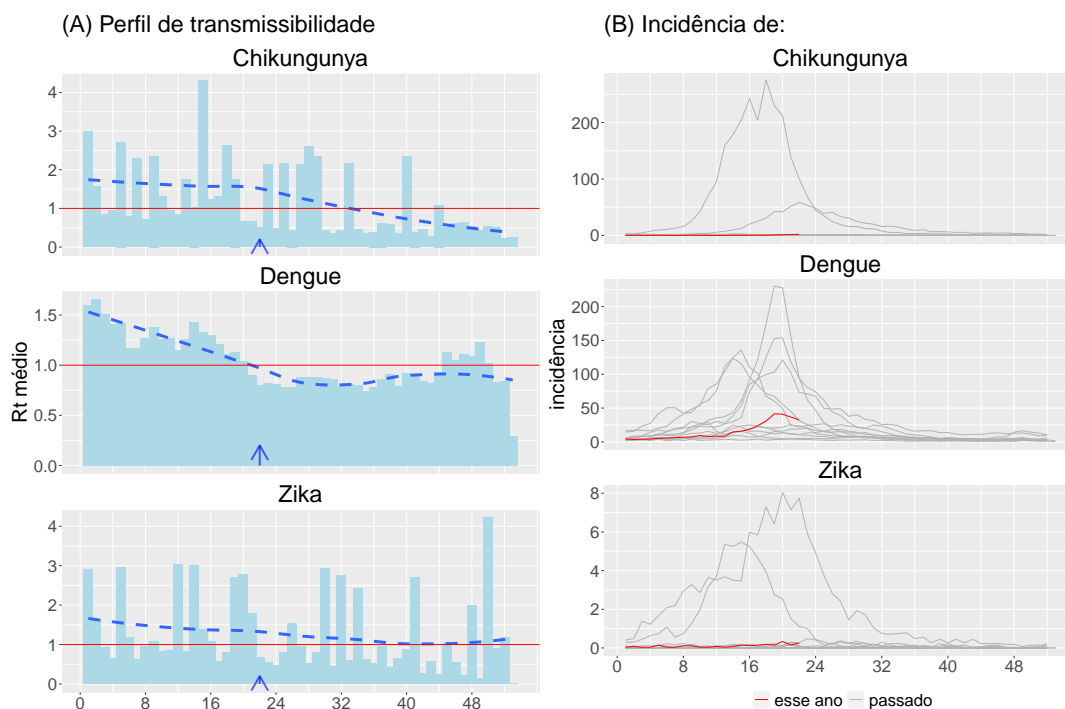 (A) Perfil de transmissibilidade
Chikungunya
4
3
2
1
0
Dengue
1.5
1.0
0.5
0.0
Rt médio
Zika
4
3
2
1
0
0 8 16 24 32 40 48
(B) Incidência de:
Chikungunya
200
100
0
Dengue
250
200
150
100
50
0
incidência
Zika
8
6
4
2
0
0 8 16 24 32 40 48
esse ano passado